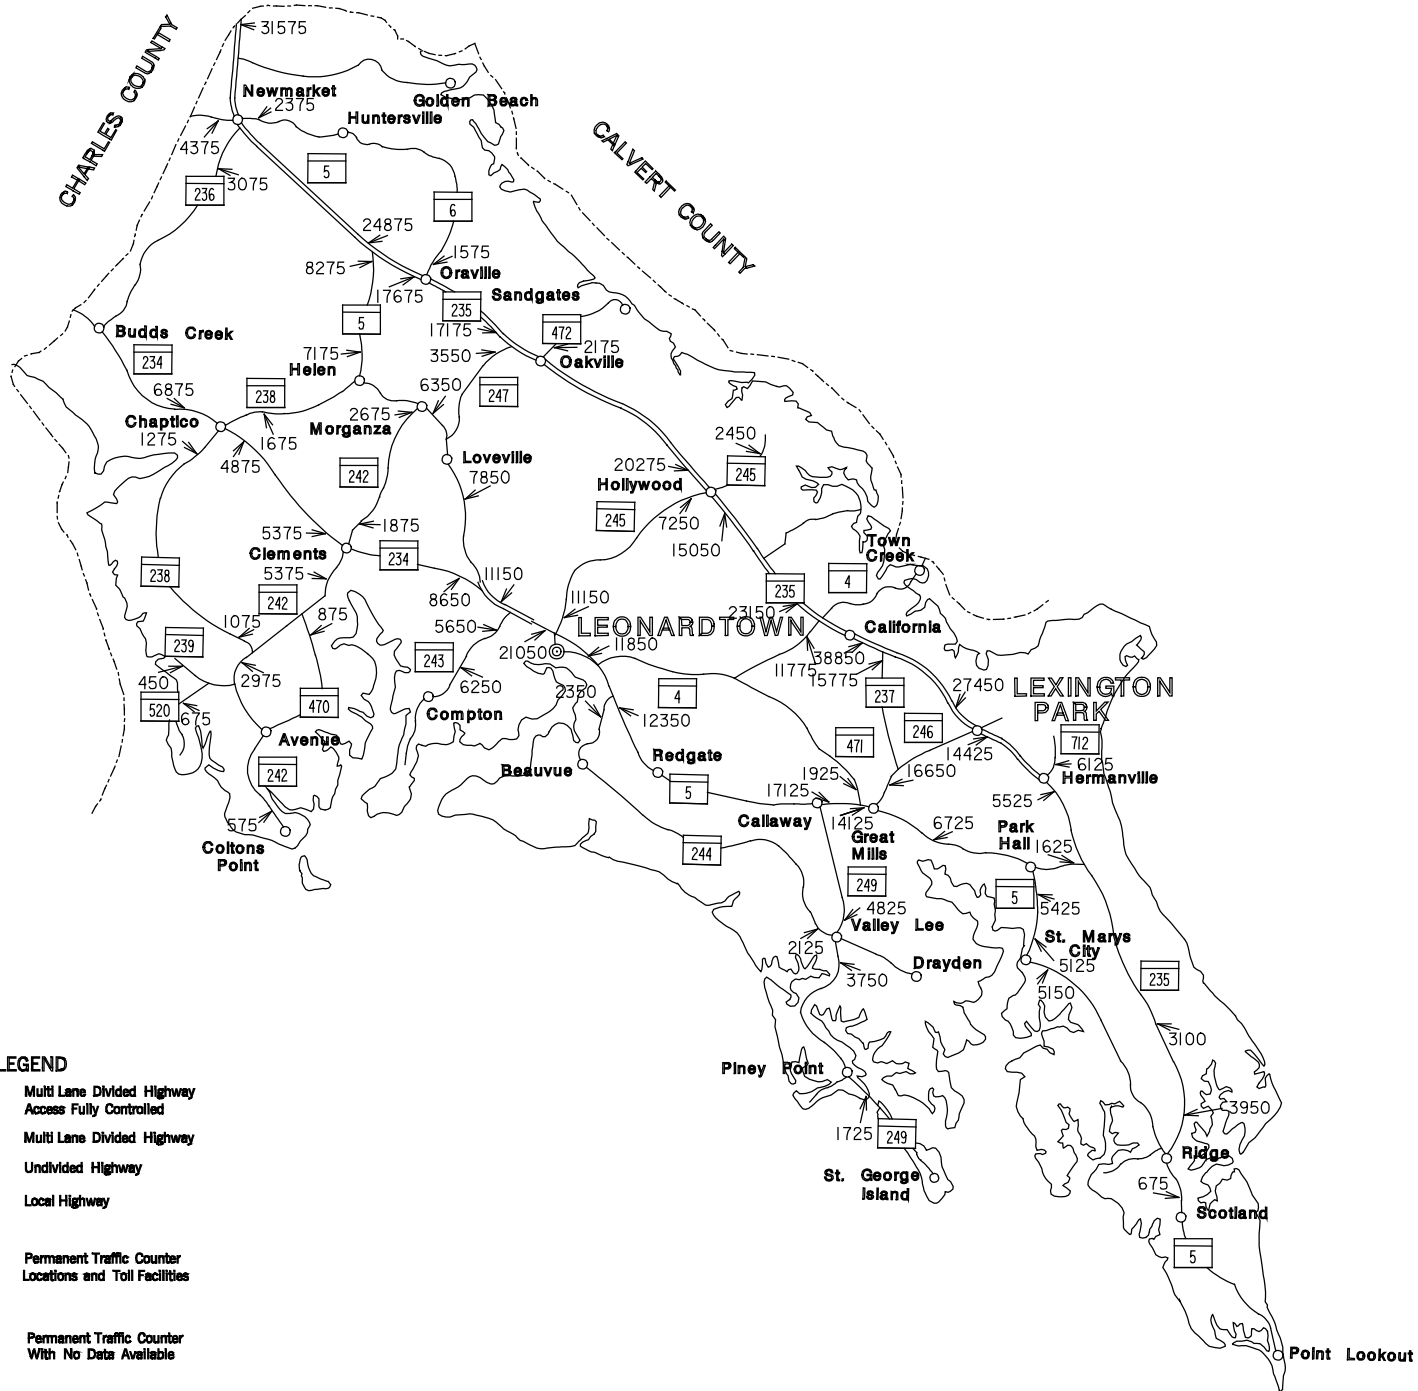 31575
CHARLES COUNTY
Newmarket
2375
Golden Beach
Huntersville
4375
CALVERT COUNTY
5
3075
236
6
24875
1575
8275
Oraville
17675
Sandgates
235
5
17175
472
Budds Creek
2175
234
7175
3550
Oakville
Helen
6875
238
6350
247
Chaptico
2675
Morganza
1275
1675
2450
4875
Loveville
20275
242
7850
Hollywood
245
245
7250
1875
5375
15050
Town
Creek
Clements
234
5375
238
11150
4
8650
235
242
11150
875
23150
1075
5650
LEONARDTOWN
California
239
21050
11850
243
11775
38850
450
2975
6250
15775
27450
LEXINGTON
PARK
2350
4
237
520
675
470
Compton
12350
246
Avenue
471
14425
712
Redgate
6125
242
Beauvue
1925
16650
Hermanville
5
17125
5525
575
Callaway
14125
Great
Mills
6725
Park
Hall
Coltons
Point
244
1625
249
5
4825
5425
Valley Lee
2125
St. Marys
City
Drayden
5125
3750
235
5150
3100
LEGEND
Piney Point
Multi Lane Divided Highway
Access Fully Controlled
3950
1725
249
Multi Lane Divided Highway
Ridge
Undivided Highway
St. George
Island
675
Local Highway
Scotland
5
Permanent Traffic Counter
Locations and Toll Facilities
Permanent Traffic Counter
With No Data Available
Point Lookout